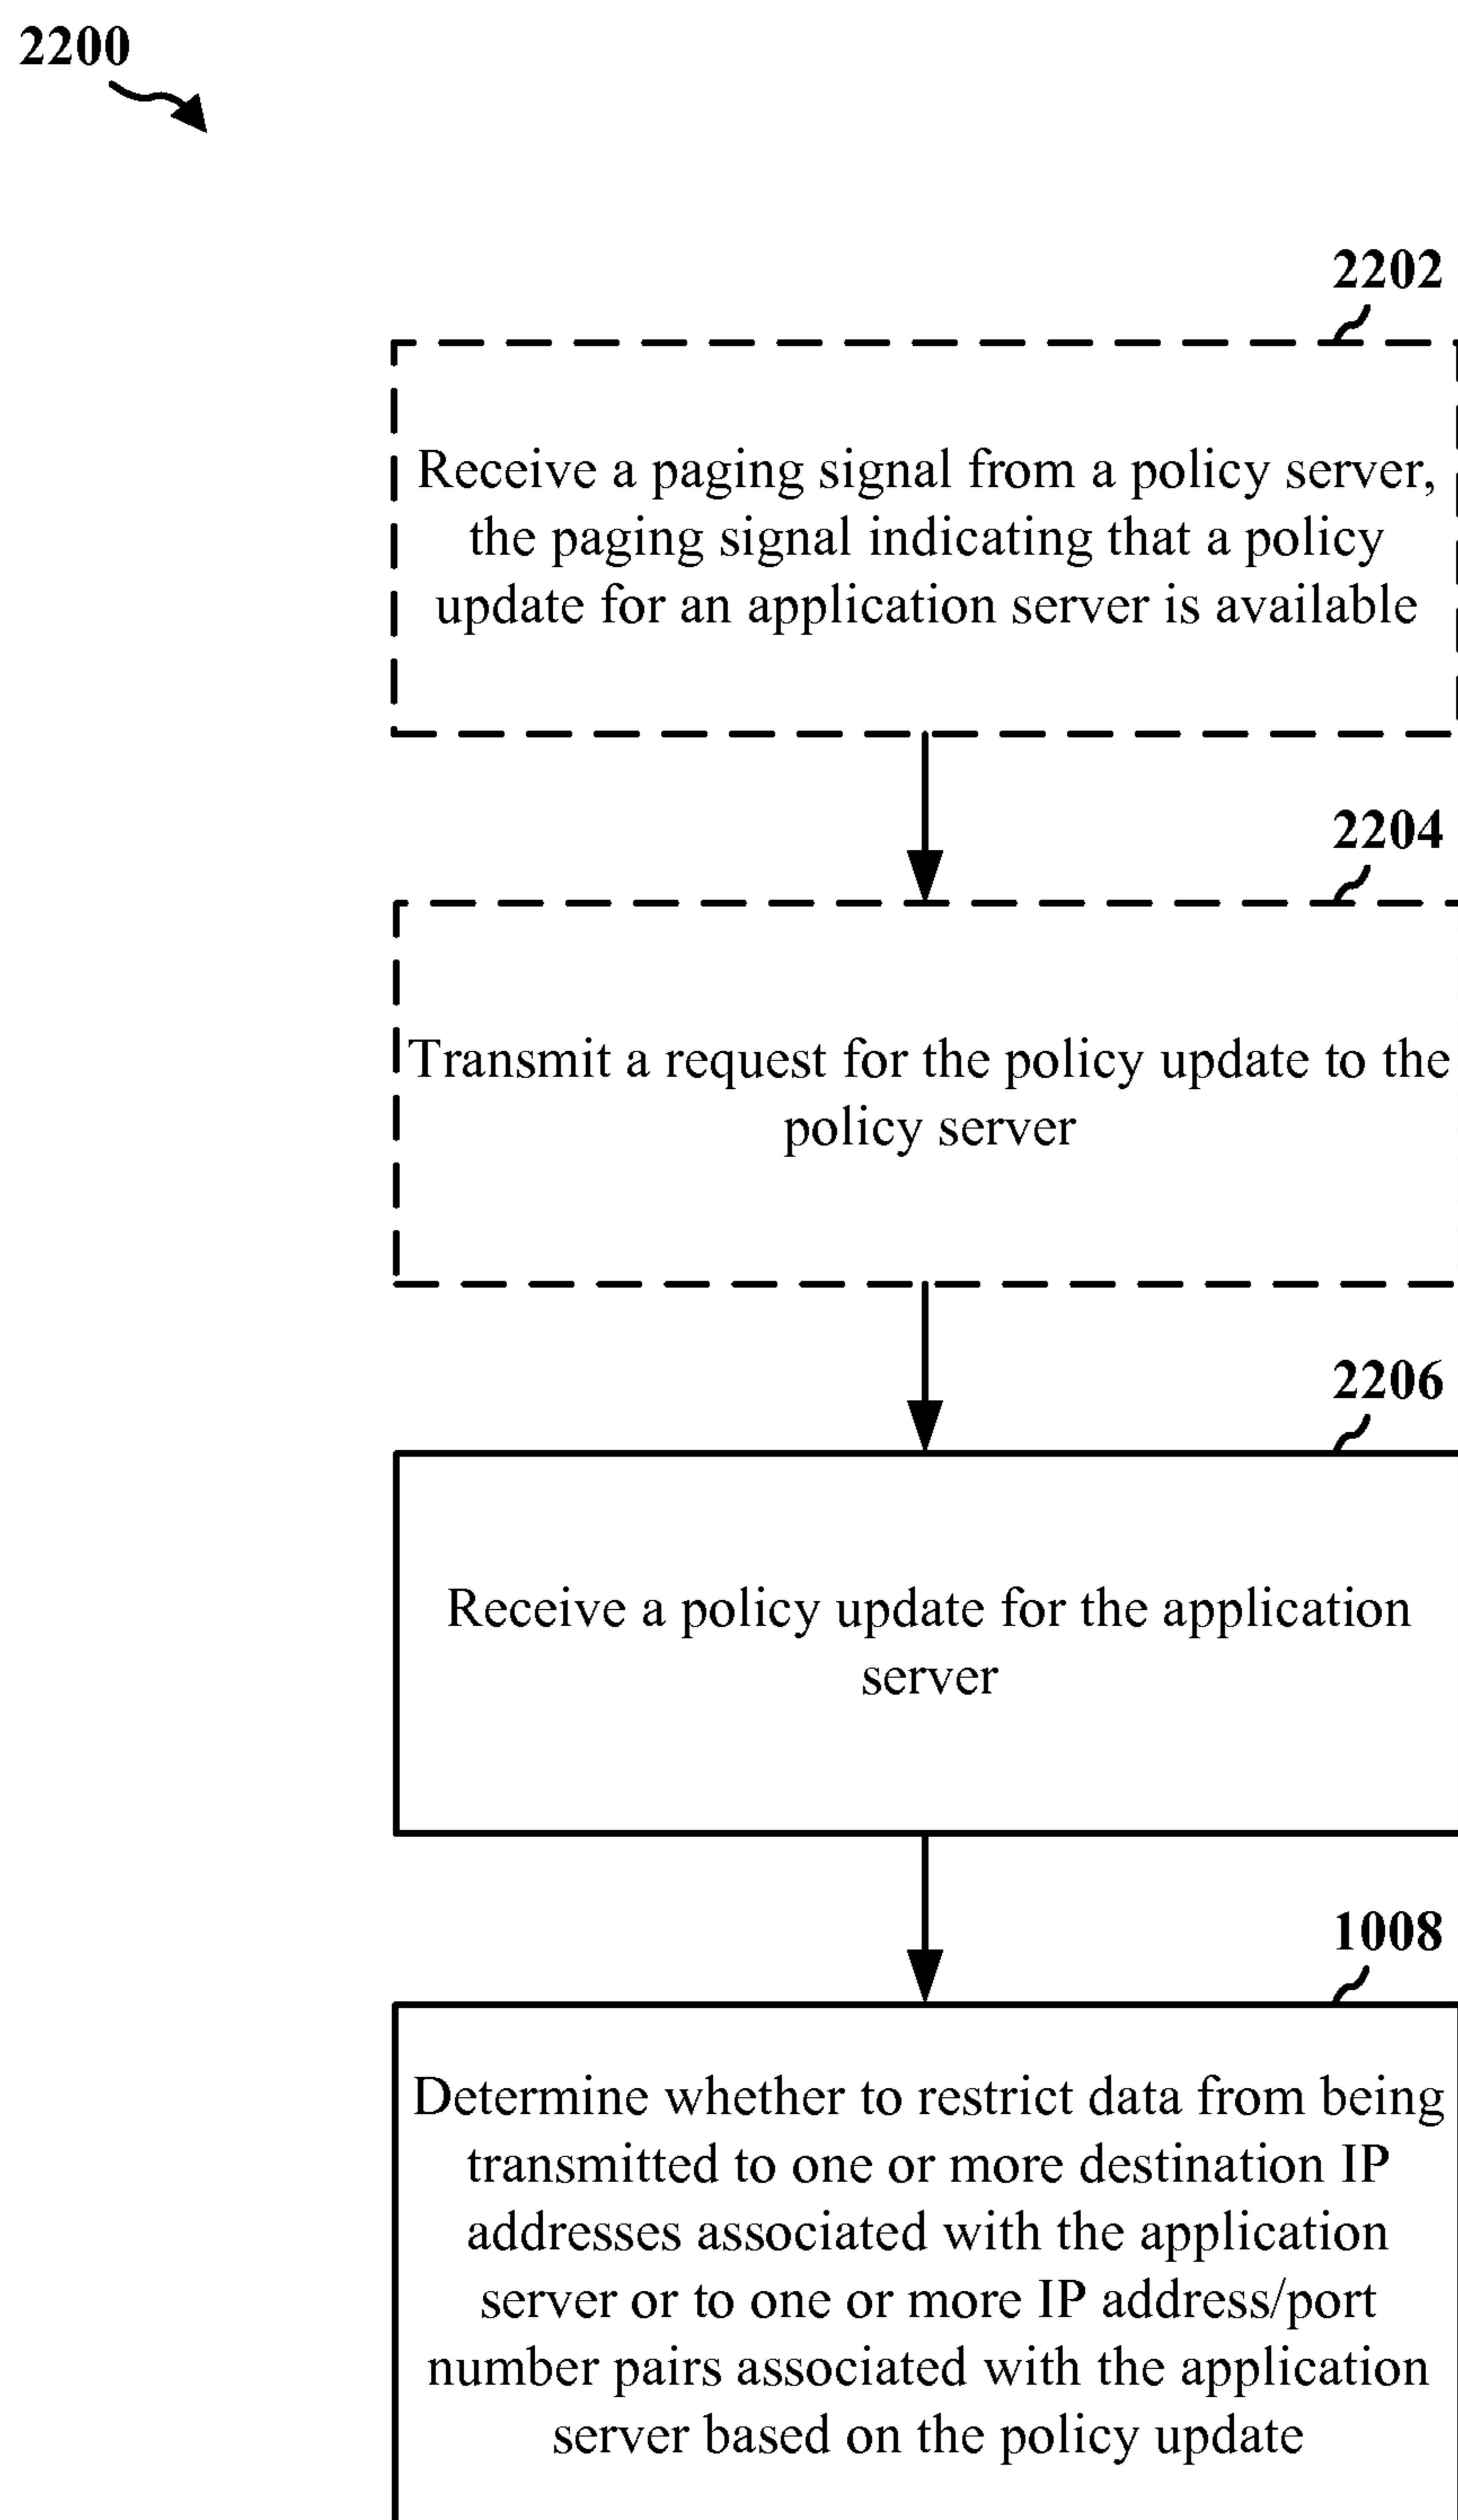 2200
2202
Receive a paging signal from a policy server,
the paging signal indicating that a policy
update for an application server is available
2204
Transmit a request for the policy update to the
policy server
2206
Receive a policy update for the application
server
1008
Determine whether to restrict data from being
transmitted to one or more destination IP
addresses associated with the application
server or to one or more IP address/port
number pairs associated with the application
server based on the policy update